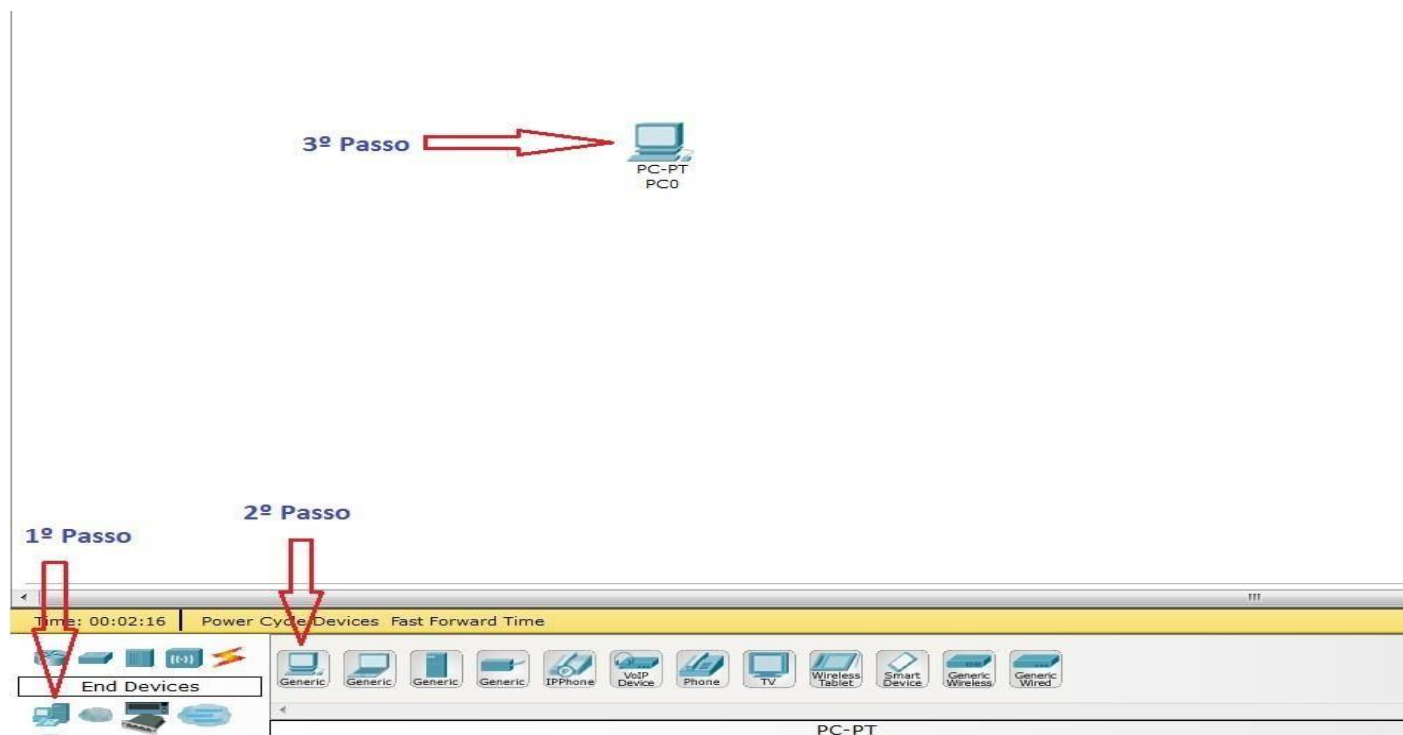 3º Passo
PC-PT
PC0
2º Passo
1º Passo
Time: 00:02:16 Power Cycle Devices Fast Forward Time
End Devices
Generic Generic Generic Generic IPPhone VoIP Device Phone TV Wireless Tablet Smart Device Generic Wireless Generic Wired
PC-PT